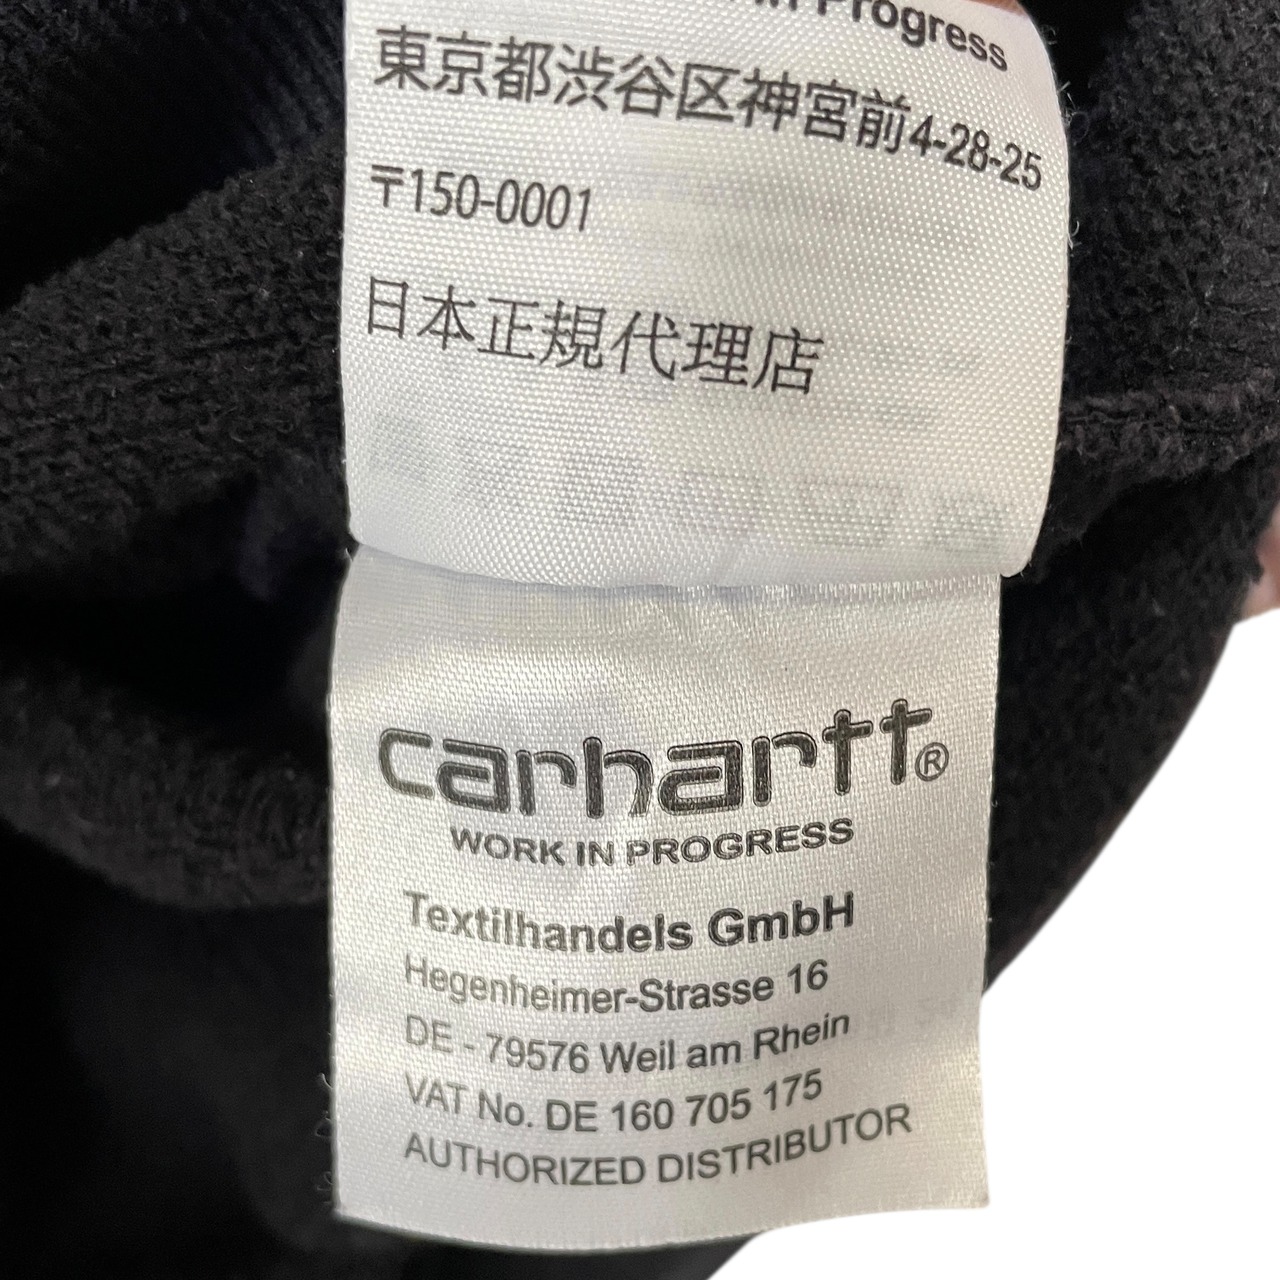 in Progress
東京都渋谷区神宮前4-28-25
〒150-0001
日本正規代理店
carhartt®
WORK IN PROGRESS
Textilhandels GmbH
Hegenheimer-Strasse 16
DE - 79576 Weil am Rhein
VAT No. DE 160 705 175
AUTHORIZED DISTRIBUTOR